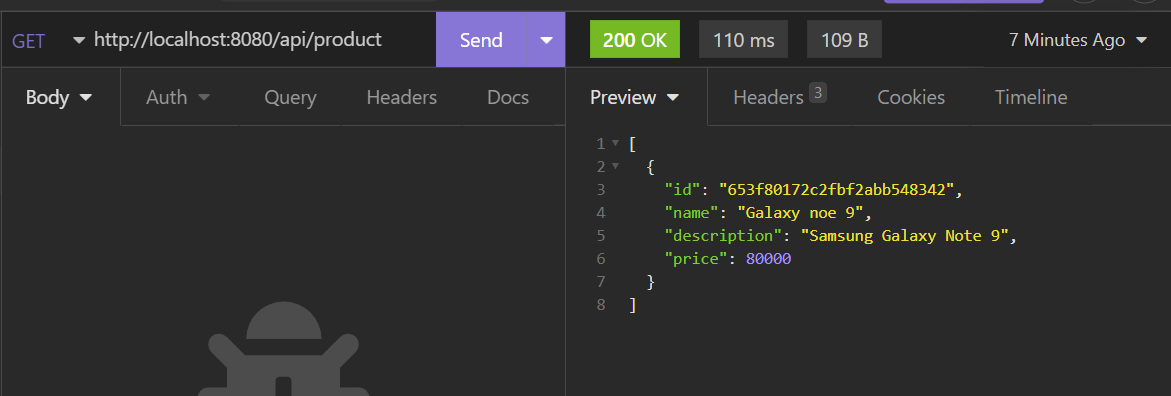 GET http://localhost:8080/api/product Send 200 OK 110 ms 109 B 7 Minutes Ago
Body Auth Query Headers Docs Preview Headers 3 Cookies Timeline
1 [
2 {
3 "id": "653f80172c2fbf2abb548342",
4 "name": "Galaxy noe 9",
5 "description": "Samsung Galaxy Note 9",
6 "price": 80000
7 }
8 ]